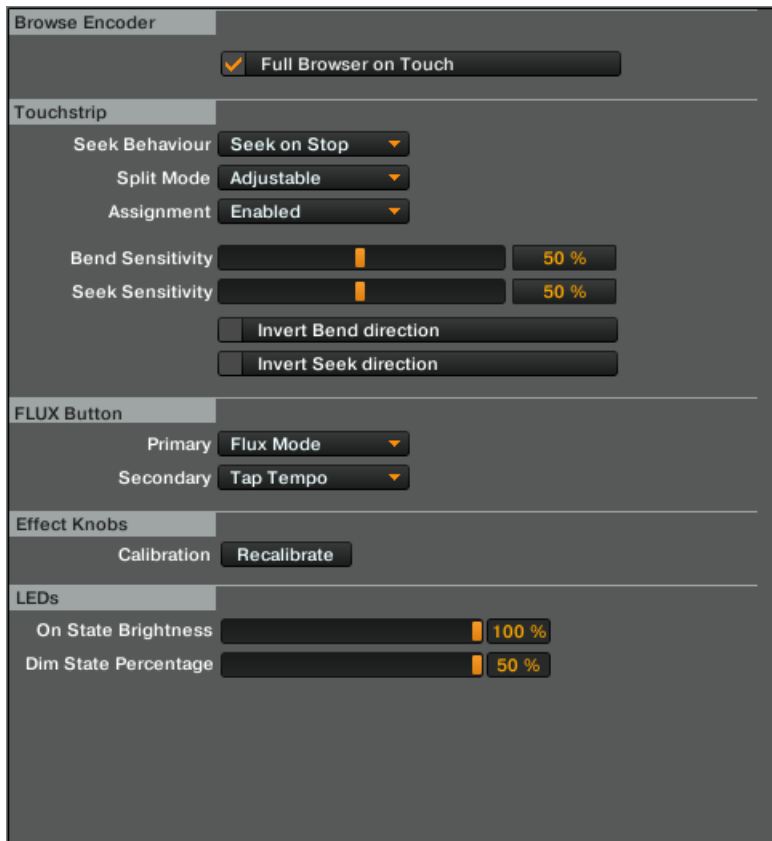 Browse Encoder
Full Browser on Touch
Touchstrip
Seek Behaviour Seek on Stop
Split Mode Adjustable
Assignment Enabled
Bend Sensitivity 50 %
Seek Sensitivity 50 %
Invert Bend direction
Invert Seek direction
FLUX Button
Primary Flux Mode
Secondary Tap Tempo
Effect Knobs
Calibration Recalibrate
LEDs
On State Brightness 100 %
Dim State Percentage 50 %